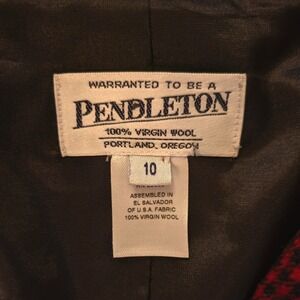 WARRANTED TO BE A
PENDLETON
100% VIRGIN WOOL
PORTLAND, OREGON
10
ASSEMBLED IN
EL SALVADOR
OF U.S.A. FABRIC
100% VIRGIN WOOL